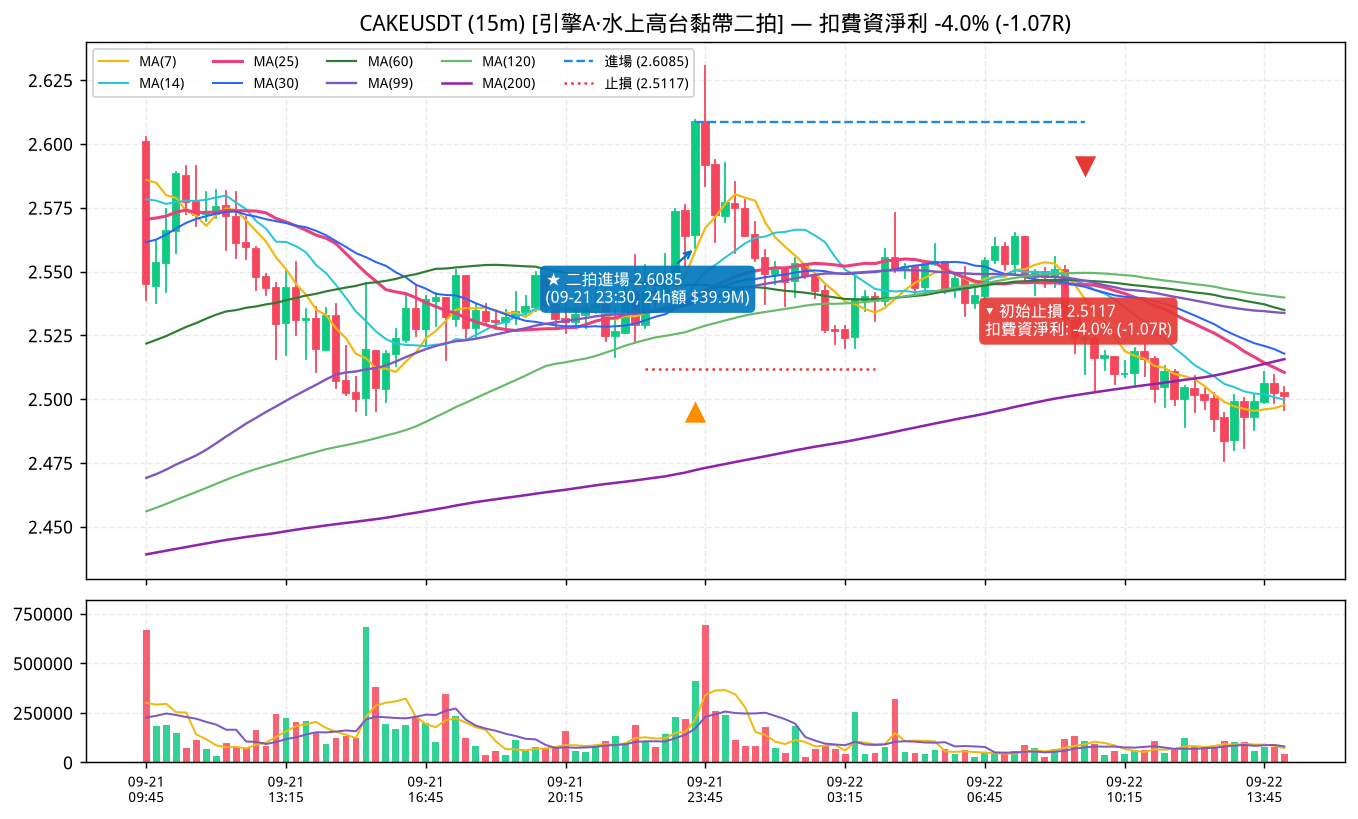 CAKEUSDT (15m) [引擎A·水上高台黏帶二拍] — 扣費資淨利 -4.0% (-1.07R)
MA(7) MA(25) MA(60) MA(120) 進場 (2.6085)
MA(14) MA(30) MA(99) MA(200) 止損 (2.5117)
2.625
2.600
2.575
2.550
2.525
2.500
2.475
2.450
★ 二拍進場 2.6085
(09-21 23:30, 24h額 $39.9M)
▼ 初始止損 2.5117
扣費資淨利: -4.0% (-1.07R)
750000
500000
250000
0
09-21 09-21 09-21 09-21 09-21 09-22 09-22 09-22 09-22
09:45 13:15 16:45 20:15 23:45 03:15 06:45 10:15 13:45